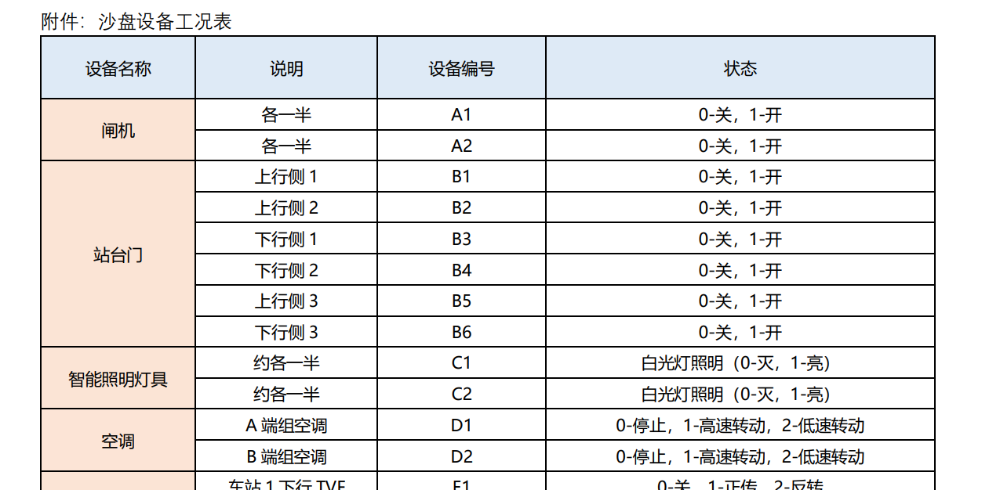 附件：沙盘设备工况表
设备名称 说明 设备编号 状态
闸机 各一半 A1 0-关，1-开
各一半 A2 0-关，1-开
站台门 上行侧 1 B1 0-关，1-开
上行侧 2 B2 0-关，1-开
下行侧 1 B3 0-关，1-开
下行侧 2 B4 0-关，1-开
上行侧 3 B5 0-关，1-开
下行侧 3 B6 0-关，1-开
智能照明灯具 约各一半 C1 白光灯照明（0-灭，1-亮）
约各一半 C2 白光灯照明（0-灭，1-亮）
空调 A 端组空调 D1 0-停止，1-高速转动，2-低速转动
B 端组空调 D2 0-停止，1-高速转动，2-低速转动
车站 1 下行 TVF E1 0-关，1-正传，2-反转